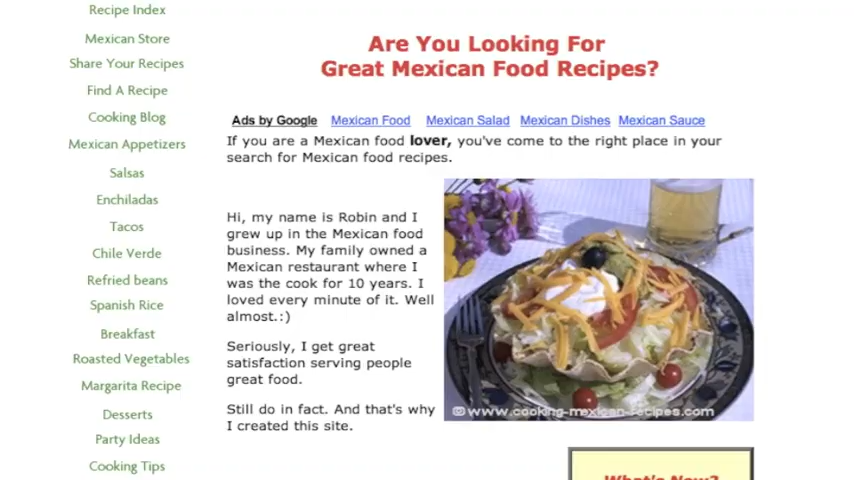 Recipe Index
Mexican Store
Share Your Recipes
Find A Recipe
Cooking Blog
Mexican Appetizers
Salsas
Enchiladas
Tacos
Chile Verde
Refried beans
Spanish Rice
Breakfast
Roasted Vegetables
Margarita Recipe
Desserts
Party Ideas
Cooking Tips
Are You Looking For
Great Mexican Food Recipes?
Ads by Google Mexican Food Mexican Salad Mexican Dishes Mexican Sauce
If you are a Mexican food lover, you've come to the right place in your
search for Mexican food recipes.
Hi, my name is Robin and I
grew up in the Mexican food
business. My family owned a
Mexican restaurant where I
was the cook for 10 years. I
loved every minute of it. Well
almost.:)
Seriously, I get great
satisfaction serving people
great food.
Still do in fact. And that's why
I created this site.
©www.cooking-mexican-recipes.com
What's New?